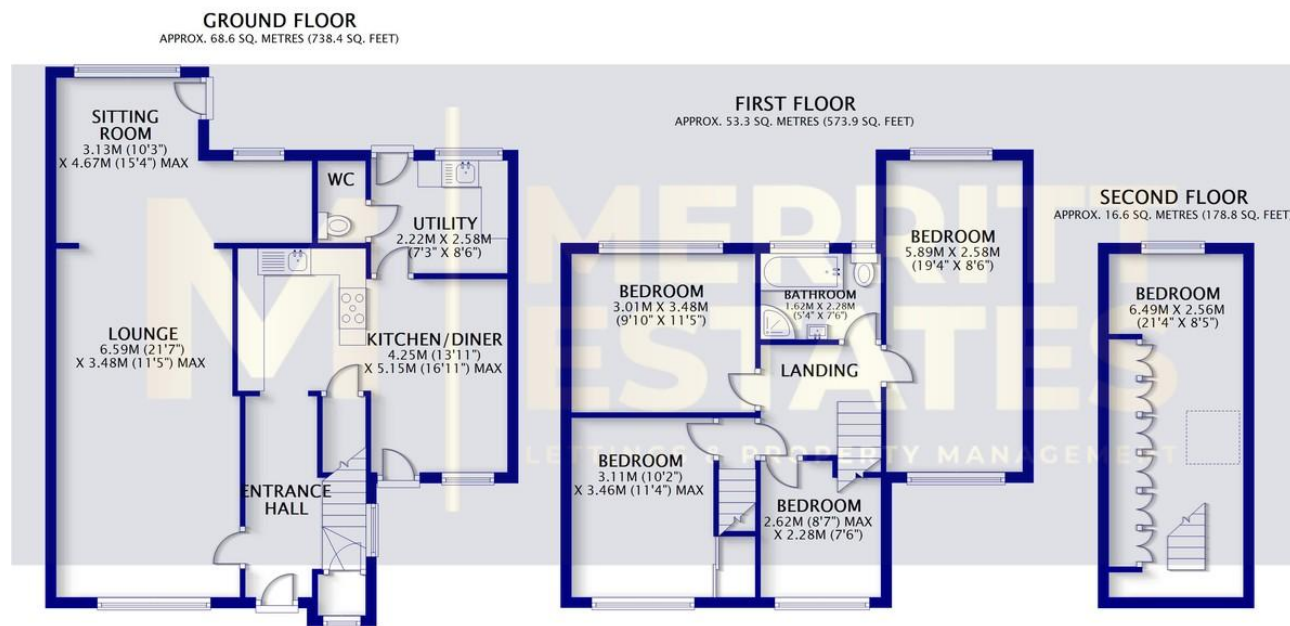 GROUND FLOOR
APPROX. 68.6 SQ. METRES (738.4 SQ. FEET)
SITTING
ROOM
3.13M (10'3")
X 4.67M (15'4") MAX
WC
UTILITY
2.22M X 2.58M
(7'3" X 8'6")
LOUNGE
6.59M (21'7")
X 3.48M (11'5") MAX
KITCHEN/DINER
4.25M (13'11")
X 5.15M (16'11") MAX
ENTRANCE
HALL
FIRST FLOOR
APPROX. 53.3 SQ. METRES (573.9 SQ. FEET)
BEDROOM
5.89M X 2.58M
(19'4" X 8'6")
BEDROOM
3.01M X 3.48M
(9'10" X 11'5")
BATHROOM
1.62M X 2.28M
(5'4" X 7'6")
LANDING
BEDROOM
3.11M (10'2")
X 3.46M (11'4") MAX
BEDROOM
2.62M (8'7") MAX
X 2.28M (7'6")
SECOND FLOOR
APPROX. 16.6 SQ. METRES (178.8 SQ. FEET)
BEDROOM
6.49M X 2.56M
(21'4" X 8'5")
M
MERRITT
ESTATES
LETTINGS & PROPERTY MANAGEMENT